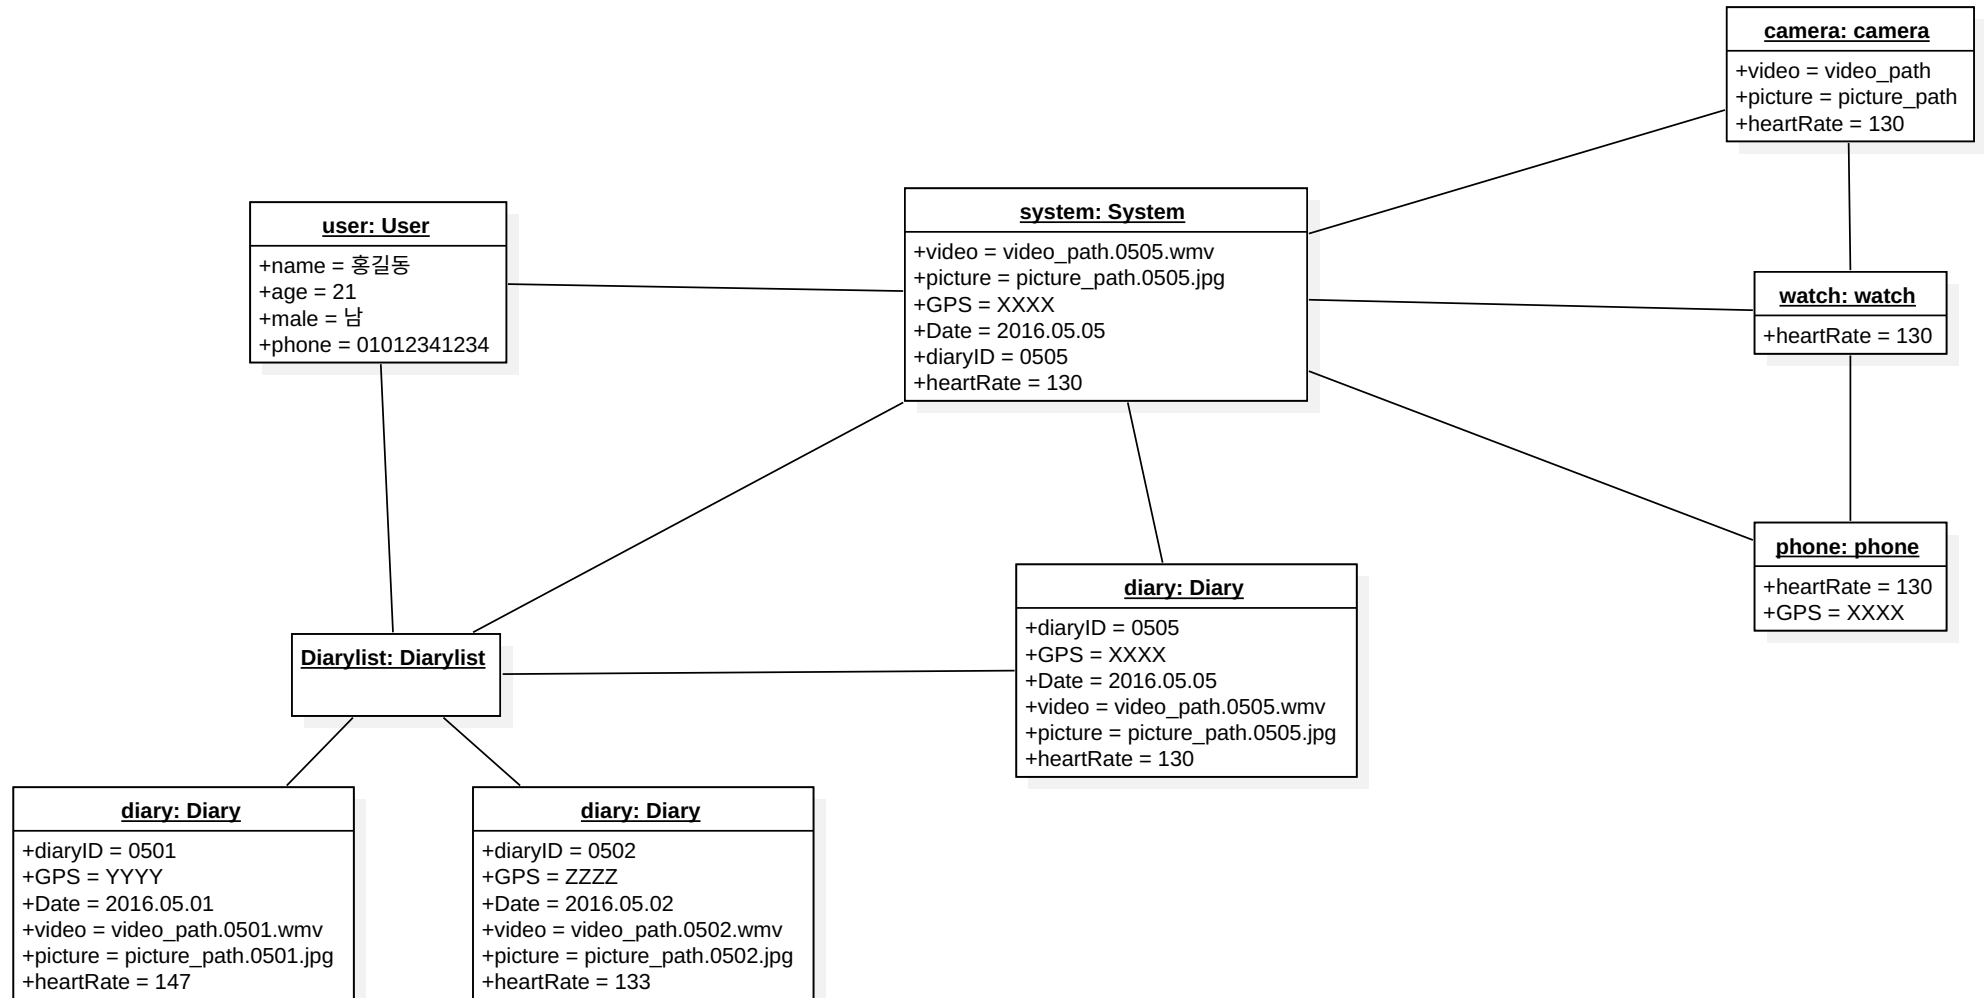 camera: camera
+video = video_path
+picture = picture_path
+heartRate = 130
user: User
+name = 홍길동
+age = 21
+male = 남
+phone = 01012341234
system: System
+video = video_path.0505.wmv
+picture = picture_path.0505.jpg
+GPS = XXXX
+Date = 2016.05.05
+diaryID = 0505
+heartRate = 130
watch: watch
+heartRate = 130
phone: phone
+heartRate = 130
+GPS = XXXX
Diarylist: Diarylist
diary: Diary
+diaryID = 0505
+GPS = XXXX
+Date = 2016.05.05
+video = video_path.0505.wmv
+picture = picture_path.0505.jpg
+heartRate = 130
diary: Diary
+diaryID = 0501
+GPS = YYYY
+Date = 2016.05.01
+video = video_path.0501.wmv
+picture = picture_path.0501.jpg
+heartRate = 147
diary: Diary
+diaryID = 0502
+GPS = ZZZZ
+Date = 2016.05.02
+video = video_path.0502.wmv
+picture = picture_path.0502.jpg
+heartRate = 133